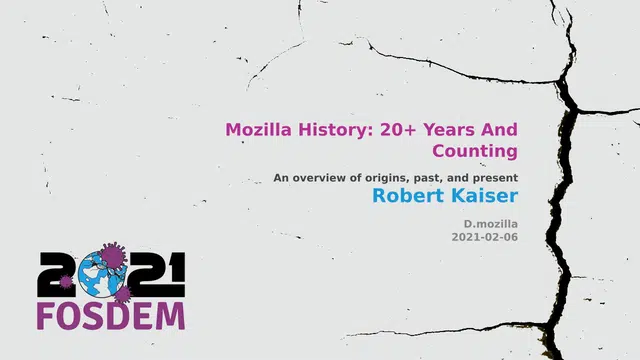 Mozilla History: 20+ Years And
Counting
An overview of origins, past, and present
Robert Kaiser
D.mozilla
2021-02-06
2021
FOSDEM